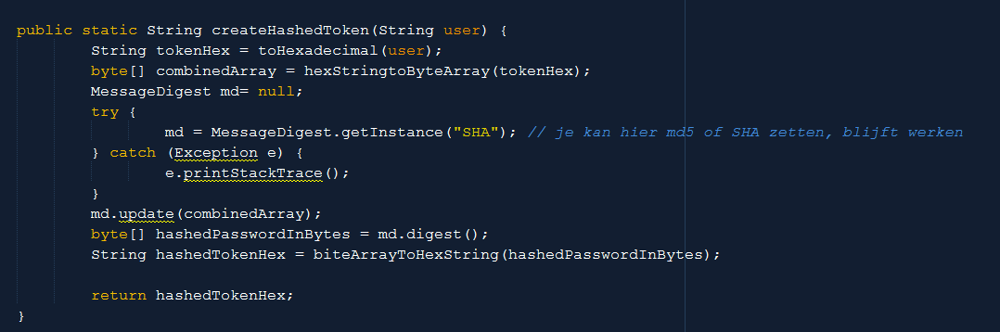 public static String createHashedToken(String user) {
String tokenHex = toHexadecimal(user);
byte[] combinedArray = hexStringtoByteArray(tokenHex);
MessageDigest md= null;
try {
md = MessageDigest.getInstance("SHA"); // je kan hier md5 of SHA zetten, blijft werken
} catch (Exception e) {
e.printStackTrace();
}
md.update(combinedArray);
byte[] hashedPasswordInBytes = md.digest();
String hashedTokenHex = biteArrayToHexString(hashedPasswordInBytes);
return hashedTokenHex;
}